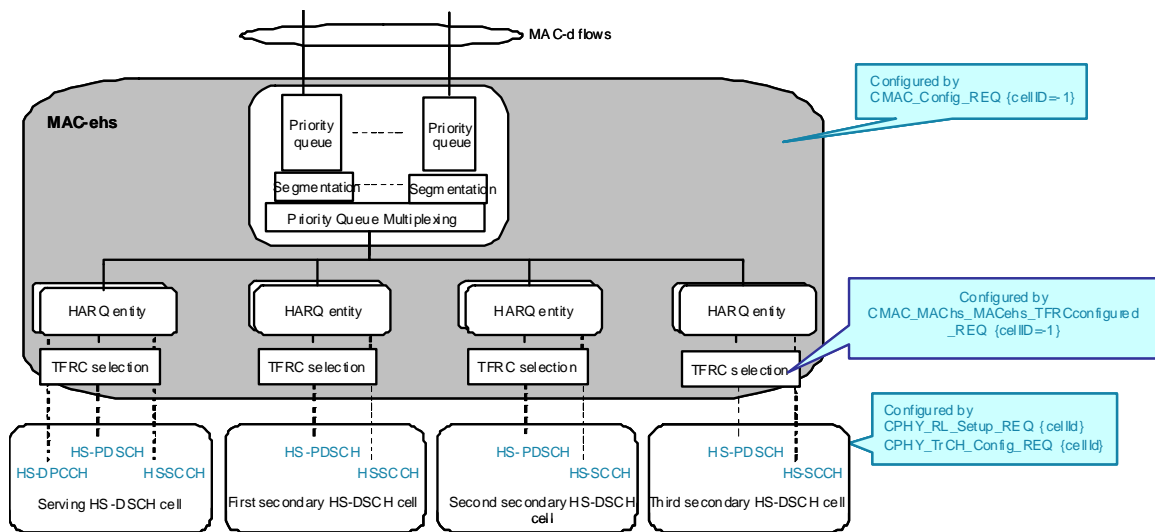 MAC-d flows
Configured by
CMAC_Config_REQ {cellID=-1}
MAC-ehs
Priority
queue
Priority
queue
Segmentation
Segmentation
Priority Queue Multiplexing
HARQ entity
HARQ entity
HARQ entity
HARQ entity
Configured by
CMAC_MAChs_MACehs_TFRCconfigured
_REQ {cellID=-1}
TFRC selection
TFRC selection
TFRC selection
TFRC selection
Configured by
CPHY_RL_Setup_REQ {cellId}
CPHY_TrCH_Config_REQ {cellId}
HS-PDSCH
HS-DPCCH
HSSCCH
Serving HS-DSCH cell
HS-PDSCH
HSSCCH
First secondary HS-DSCH cell
HS-PDSCH
HS-SCCH
Second secondary HS-DSCH
cell
HS-PDSCH
HS-SCCH
Third secondary HS-DSCH cell